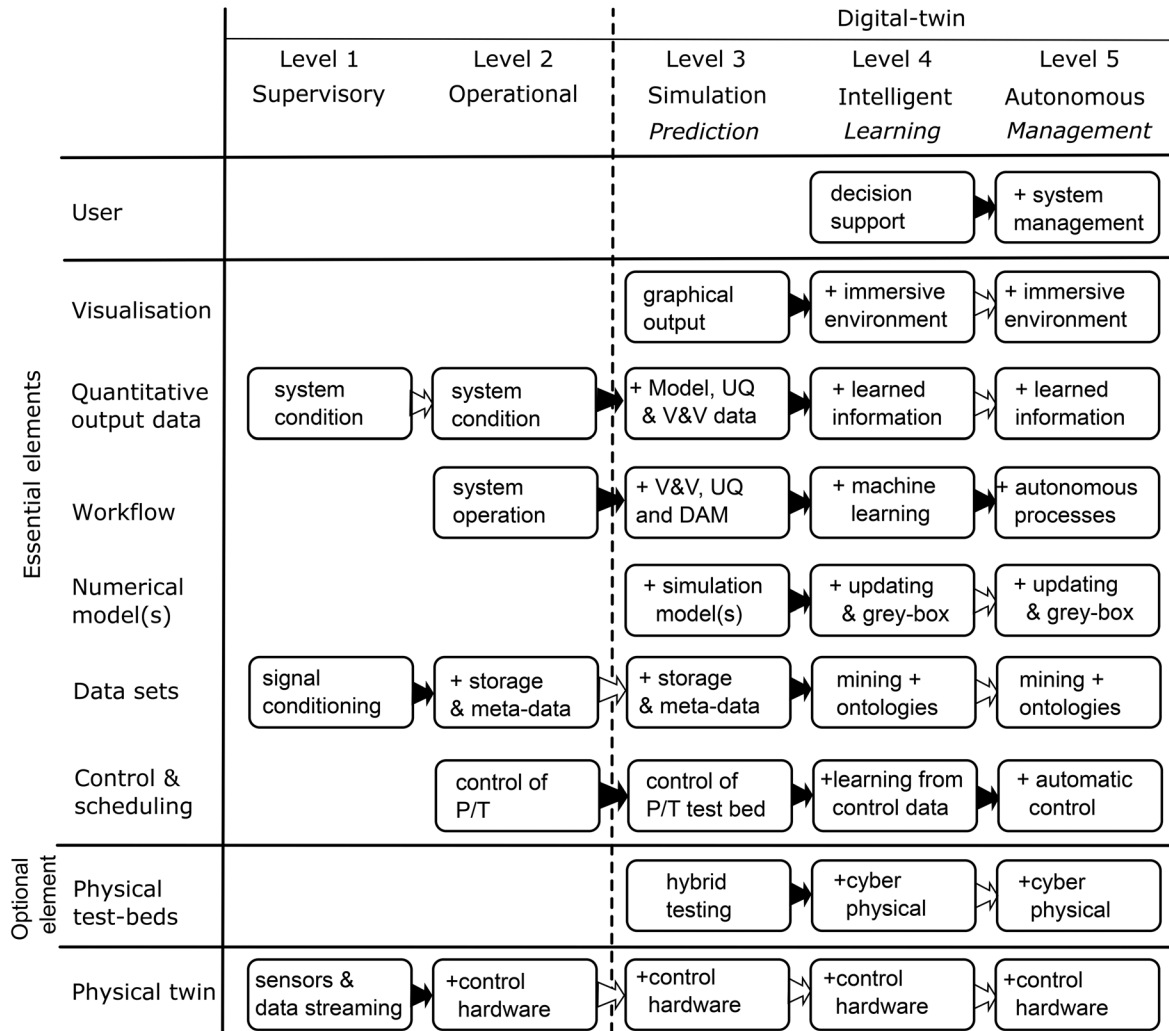 Digital-twin
Level 1
Supervisory
Level 2
Operational
Level 3
Simulation
Prediction
Level 4
Intelligent
Learning
Level 5
Autonomous
Management
User
decision
support
+ system
management
Essential elements
Visualisation
graphical
output
+ immersive
environment
+ immersive
environment
Quantitative
output data
system
condition
system
condition
+ Model, UQ
& V&V data
+ learned
information
+ learned
information
Workflow
system
operation
+ V&V, UQ
and DAM
+ machine
learning
+ autonomous
processes
Numerical
model(s)
+ simulation
model(s)
+ updating
& grey-box
+ updating
& grey-box
Data sets
signal
conditioning
+ storage
& meta-data
+ storage
& meta-data
mining +
ontologies
mining +
ontologies
Control &
scheduling
control of
P/T
control of
P/T test bed
+learning from
control data
+ automatic
control
Optional
element
Physical
test-beds
hybrid
testing
+cyber
physical
+cyber
physical
Physical twin
sensors &
data streaming
+control
hardware
+control
hardware
+control
hardware
+control
hardware